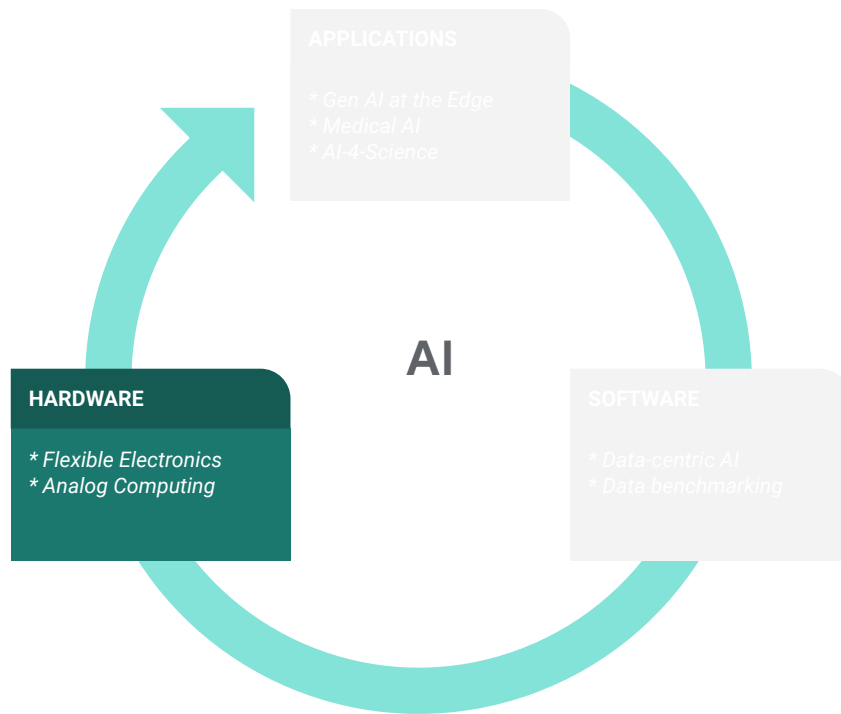 APPLICATIONS
* Gen AI at the Edge
* Medical AI
* AI-4-Science
AI
HARDWARE
* Flexible Electronics
* Analog Computing
SOFTWARE
* Data-centric AI
* Data benchmarking